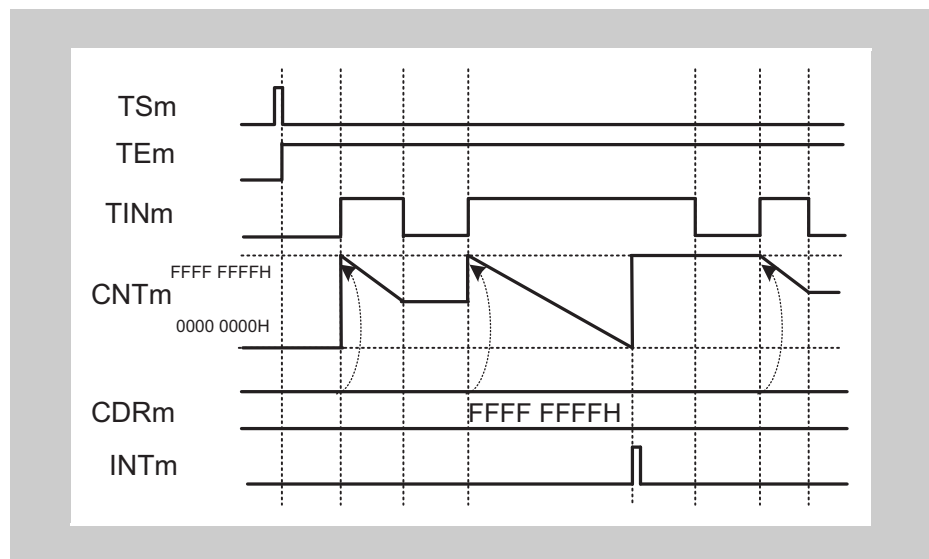 TSm
TEm
TINm
FFFF FFFFH
CNTm
0000 0000H
CDRm
FFFF FFFFH
INTm